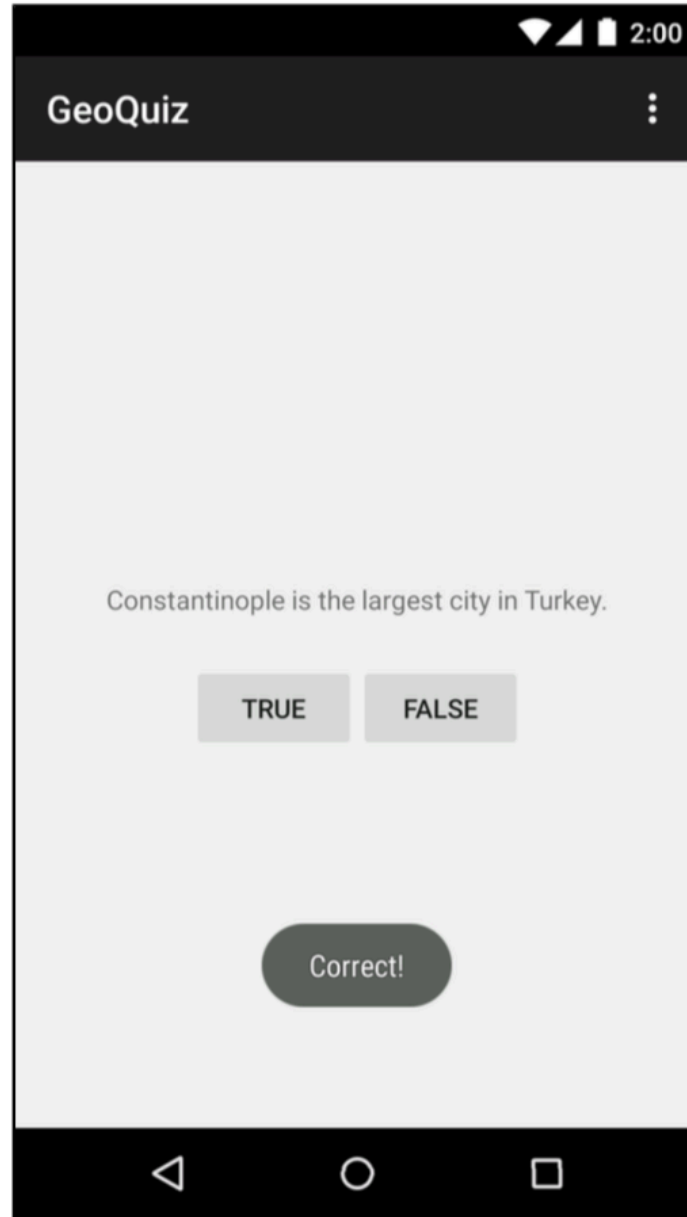 2:00
GeoQuiz
Constantinople is the largest city in Turkey.
TRUE FALSE
Correct!